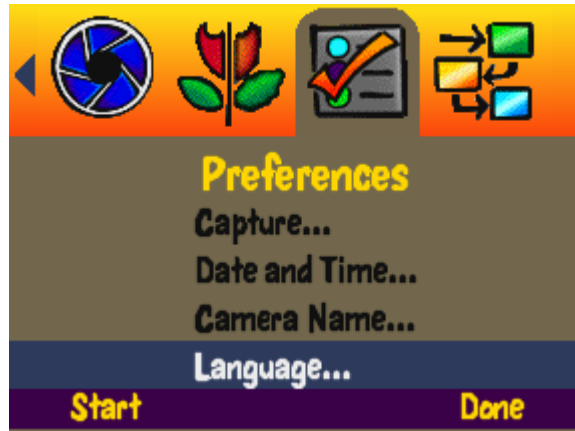 Preferences
Capture...
Date and Time...
Camera Name...
Language...
Start Done